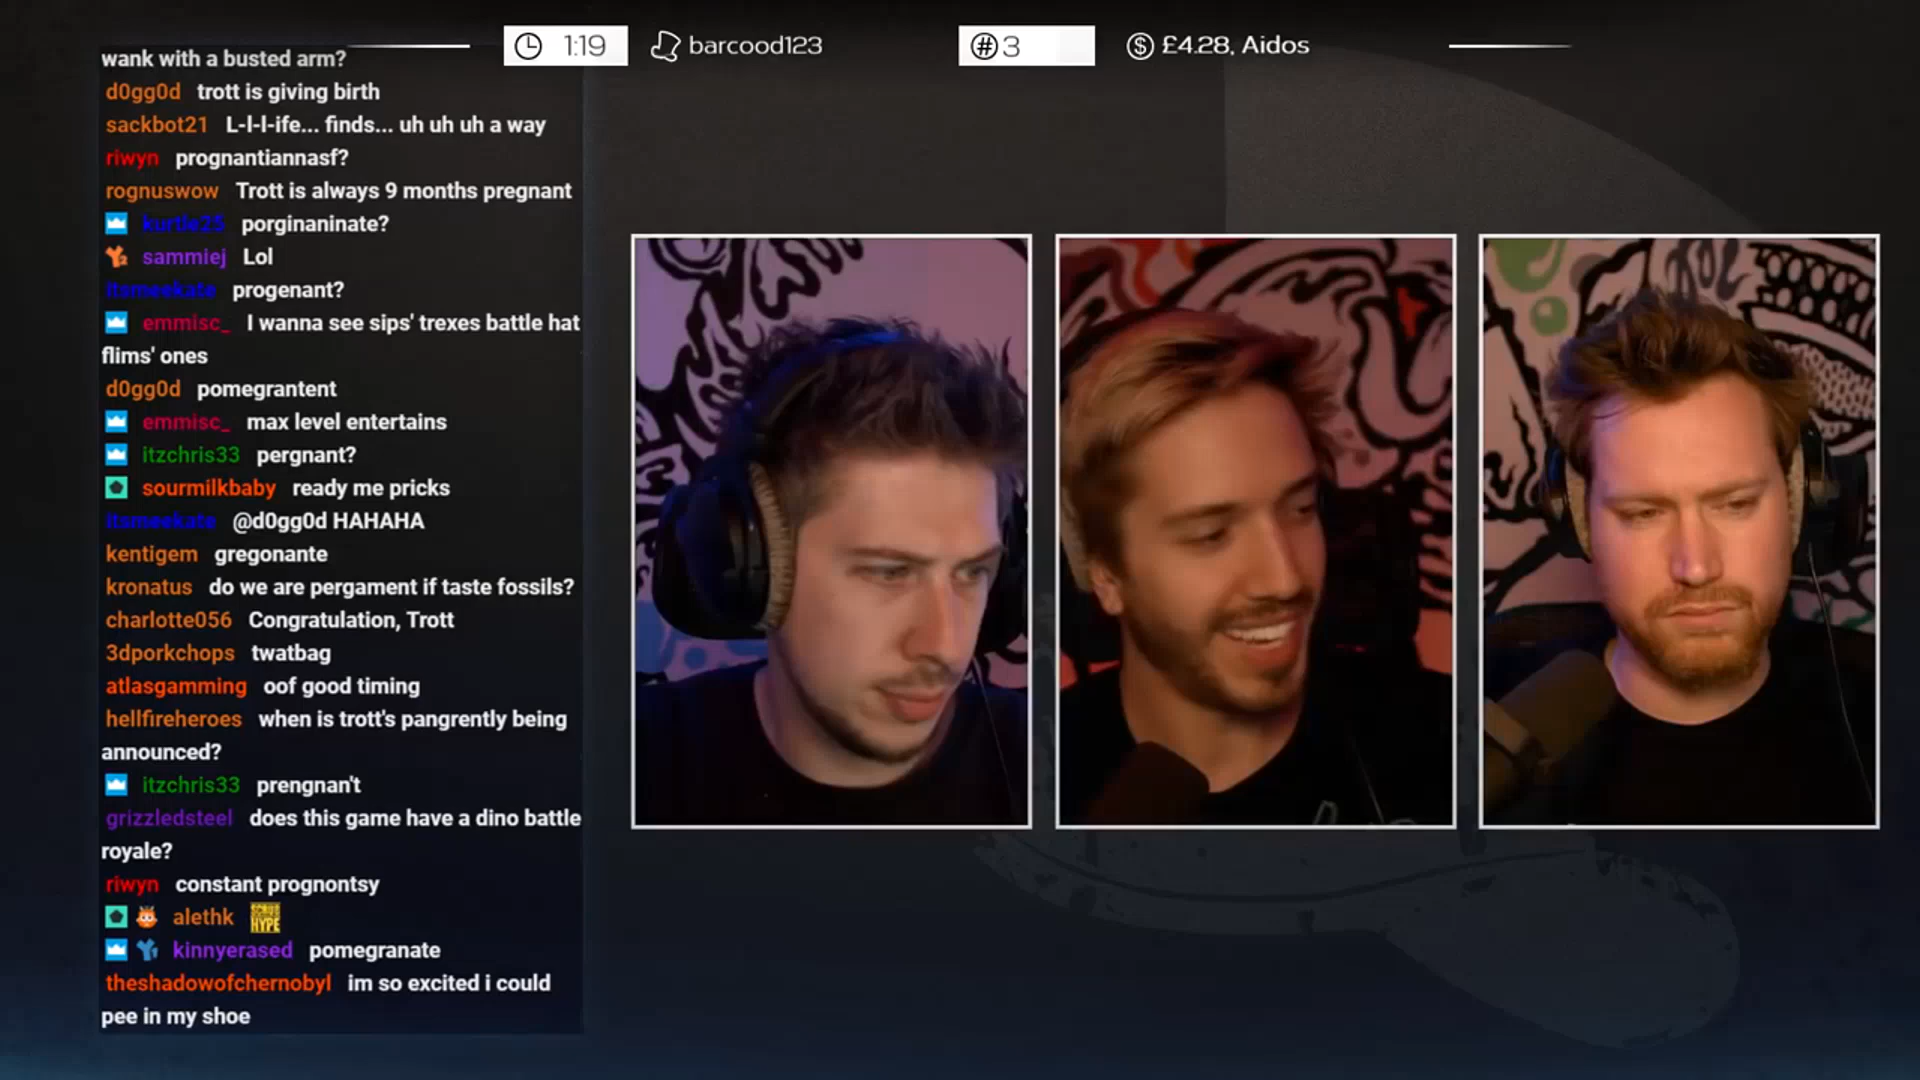 1:19
barcood123
#3
£4.28, Aidos
wank with a busted arm?
d0gg0d trott is giving birth
sackbot21 L-l-l-ife... finds... uh uh uh a way
riwyn prognantiannasf?
rognuswow Trott is always 9 months pregnant
kurtle25 porginaninate?
sammiej Lol
itsmeekate progenant?
emmisc_ I wanna see sips' trexes battle hat
flims' ones
d0gg0d pomegrantent
emmisc_ max level entertains
itzchris33 pergnant?
sourmilkbaby ready me pricks
itsmeekate @d0gg0d HAHAHA
kentigem gregonante
kronatus do we are pergament if taste fossils?
charlotte056 Congratulation, Trott
3dporkchops twatbag
atlasgamming oof good timing
hellfireheroes when is trott's pangrently being
announced?
itzchris33 prengnan't
grizzledsteel does this game have a dino battle
royale?
riwyn constant prognontsy
alethk HYPE
kinnyerased pomegranate
theshadowofchernobyl im so excited i could
pee in my shoe